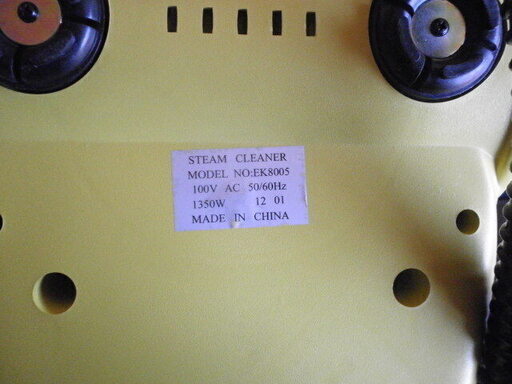 STEAM CLEANER
MODEL NO:EK8005
100V AC 50/60Hz
1350W 12 01
MADE IN CHINA